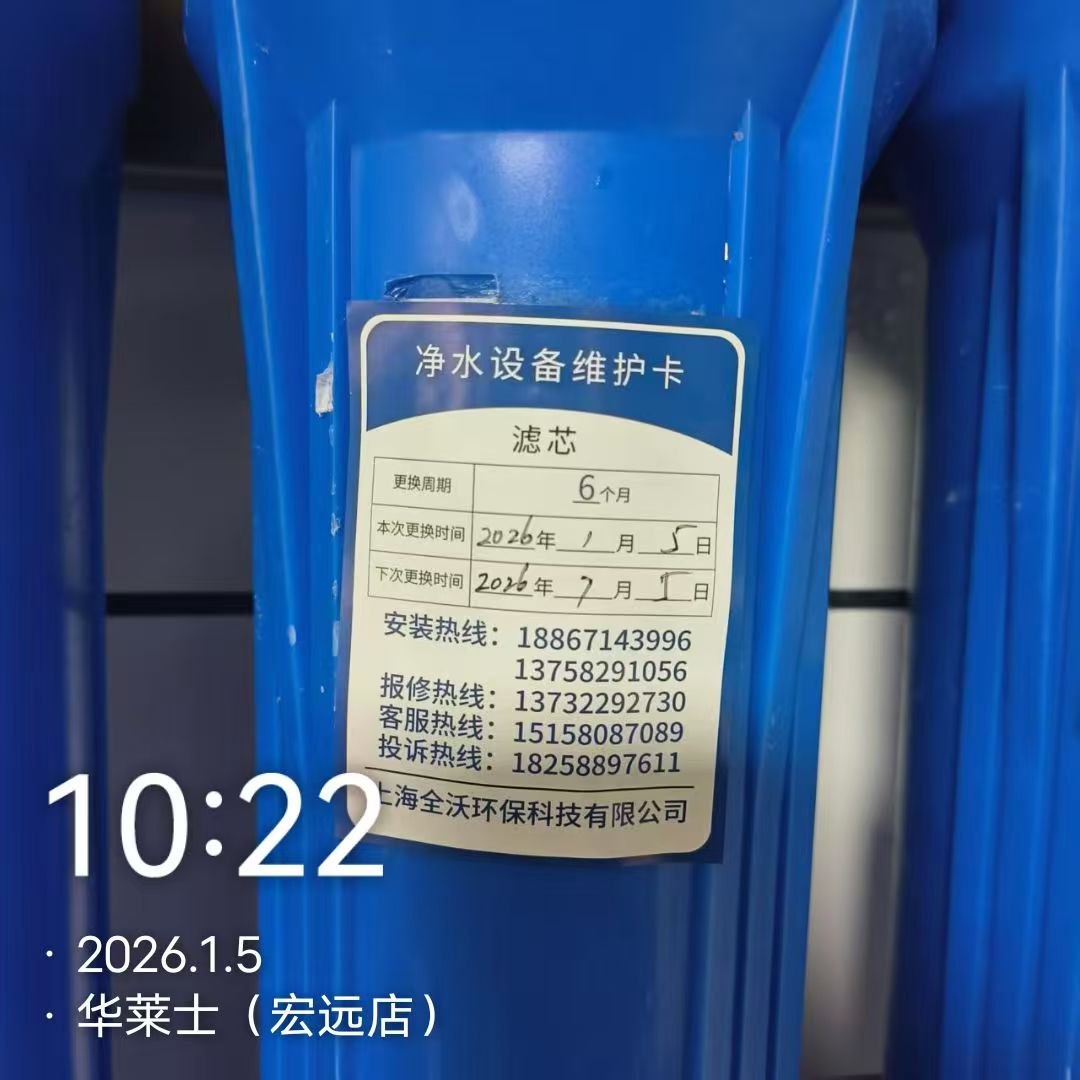 净水设备维护卡
滤芯
更换周期 6个月
本次更换时间 2026年1月5日
下次更换时间 2026年7月5日
安装热线：18867143996
13758291056
报修热线：13732292730
客服热线：15158087089
投诉热线：18258897611
上海全沃环保科技有限公司
10:22
· 2026.1.5
· 华莱士（宏远店）